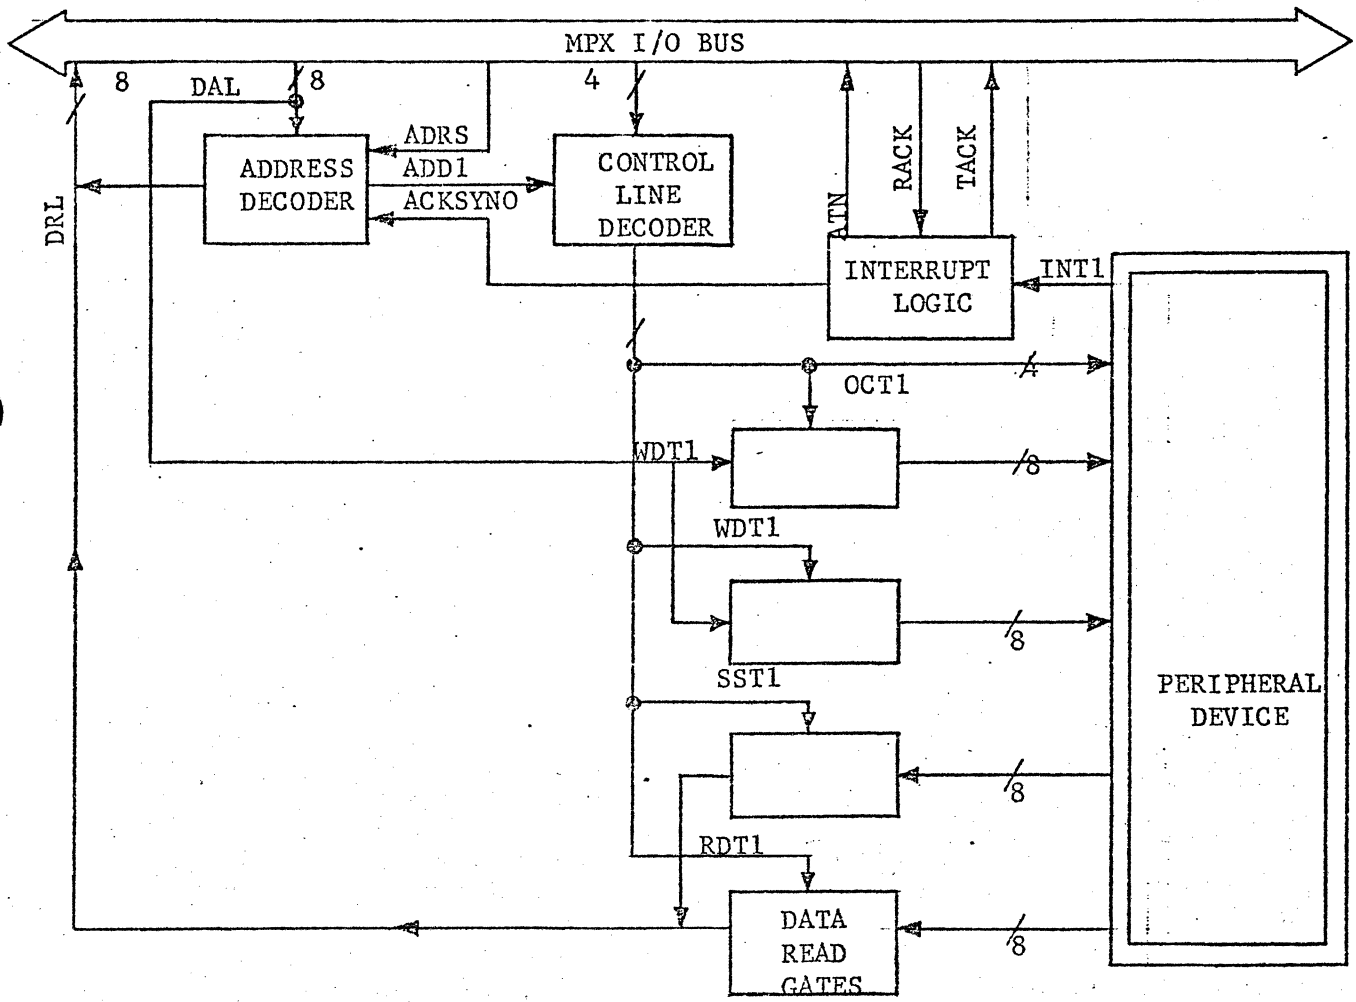 MPX I/O BUS
8
8
4
DAL
ADRS
ADD1
ACKSYNO
ADDRESS
DECODER
CONTROL
LINE
DECODER
ATN
RACK
TACK
DRL
INTERRUPT
LOGIC
INT1
4
OCT1
WDT1
8
WDT1
8
SST1
8
RDT1
DATA
READ
GATES
8
PERIPHERAL
DEVICE